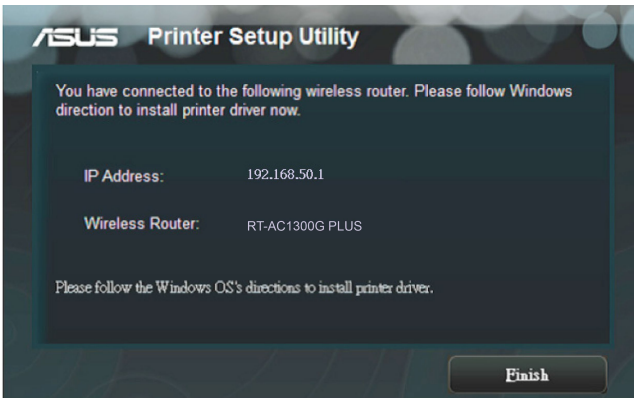 ASUS Printer Setup Utility
You have connected to the following wireless router. Please follow Windows
direction to install printer driver now.
IP Address: 192.168.50.1
Wireless Router: RT-AC1300G PLUS
Please follow the Windows OS's directions to install printer driver.
Finish